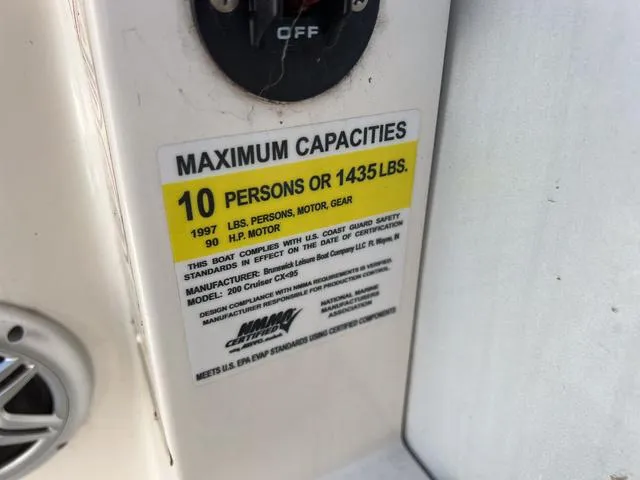 OFF
MAXIMUM CAPACITIES
10 PERSONS OR 1435 LBS.
1997 LBS. PERSONS, MOTOR, GEAR
90 H.P. MOTOR
THIS BOAT COMPLIES WITH U.S. COAST GUARD SAFETY
STANDARDS IN EFFECT ON THE DATE OF CERTIFICATION
MANUFACTURER: Brunswick Leisure Boat Company LLC Ft. Wayne, IN
MODEL: 200 Cruiser CX<95
DESIGN COMPLIANCE WITH NMMA REQUIREMENTS IS VERIFIED.
MANUFACTURER RESPONSIBLE FOR PRODUCTION CONTROL.
NMMA
CERTIFIED
NATIONAL MARINE
MANUFACTURERS
ASSOCIATION
MEETS U.S. EPA EVAP STANDARDS USING CERTIFIED COMPONENTS